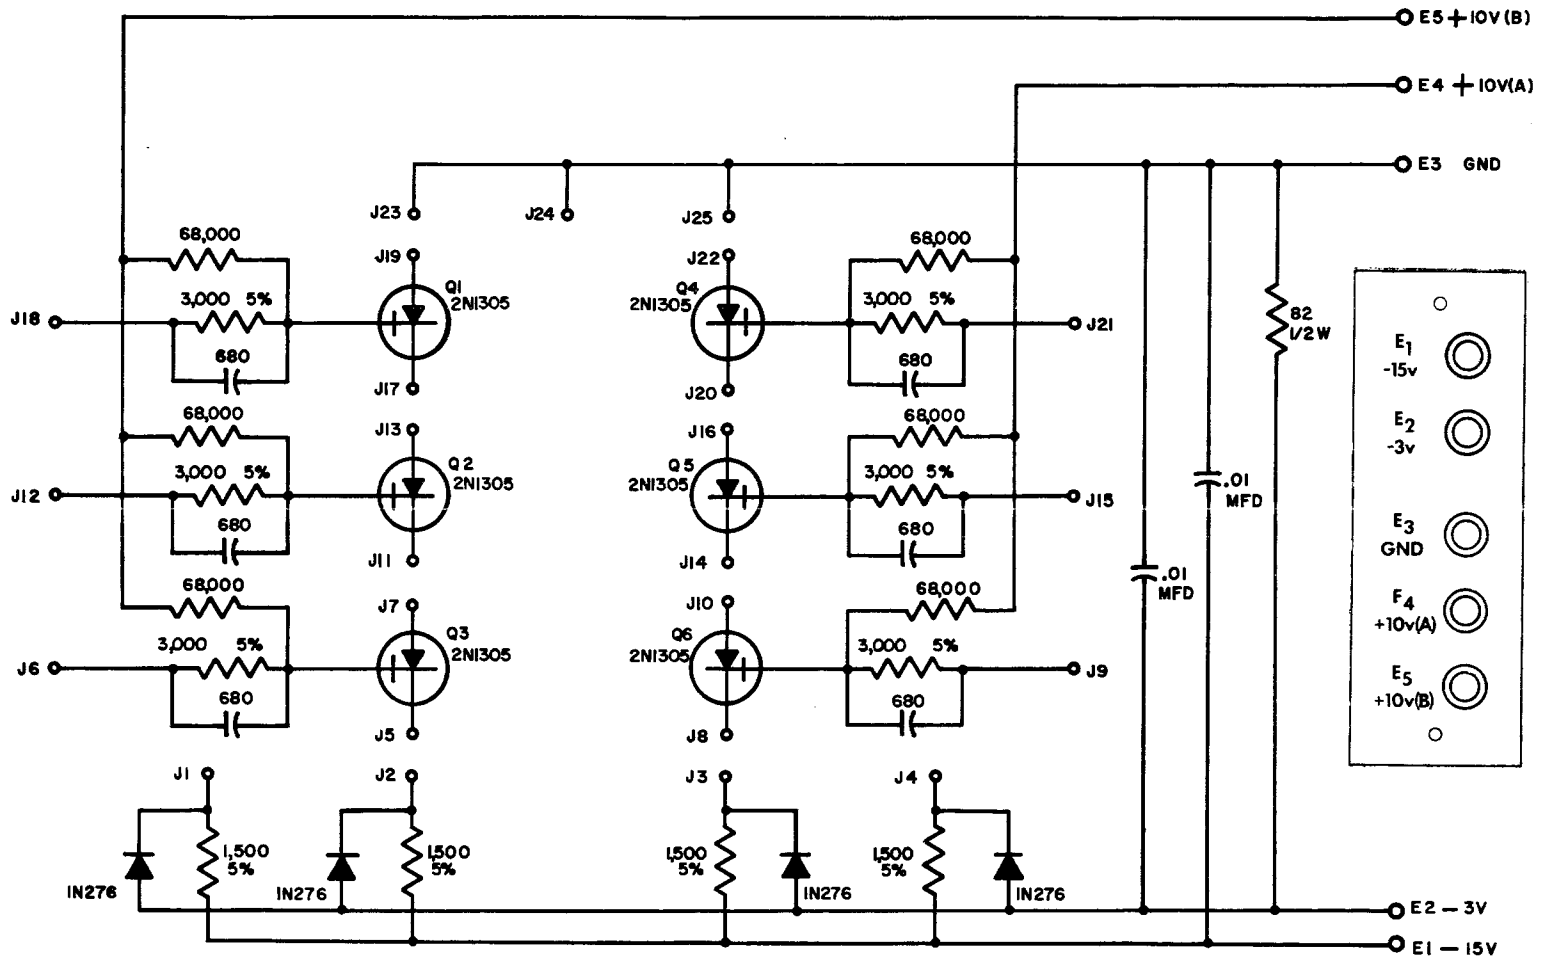 E5 +10V (B)
E4 +10V(A)
E3 GND
J23
J24
J25
68,000
J19
J22
68,000
Q1
2N1305
Q4
2N1305
3,000 5%
3,000 5%
J18
J21
680
680
J17
J20
82
1/2W
E1
-15v
E2
-3v
E3
GND
F4
+10v(A)
E5
+10v(B)
68,000
J13
J16
68,000
Q2
2N1305
Q5
2N1305
3,000 5%
3,000 5%
J12
J15
680
680
J11
J14
.01
MFD
.01
MFD
68,000
J7
J10
68,000
Q3
2N1305
Q6
2N1305
3,000 5%
3,000 5%
J6
J9
680
680
J5
J8
J1
J2
J3
J4
1,500
5%
1,500
5%
1,500
5%
1,500
5%
1N276
1N276
1N276
1N276
E2 -3V
E1 -15V